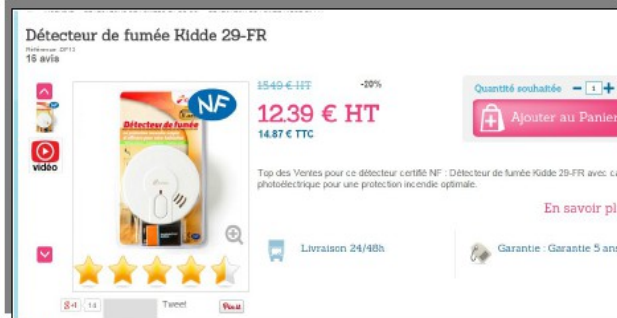 Détecteur de fumée Kidde 29-FR
16 avis
15.49 € HT -20%
12.39 € HT
14.87 € TTC
Quantité souhaitée - 1 +
Ajouter au Panier
NF
Détecteur de fumée
vidéo
Top des Ventes pour ce détecteur certifié NF : Détecteur de fumée Kidde 29-FR avec ca
photoélectrique pour une protection incendie optimale.
En savoir pl
Livraison 24/48h
Garantie : Garantie 5 ans
g+1
Tweet
Pin it